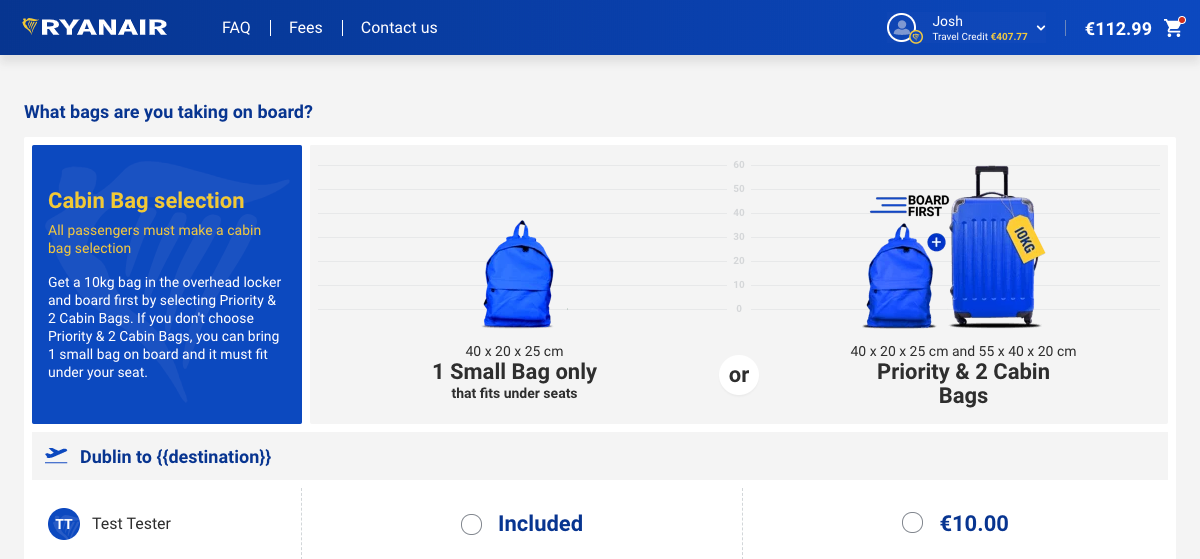 RYANAIR
FAQ
Fees
Contact us
Josh
Travel Credit €407.77
€112.99
What bags are you taking on board?
Cabin Bag selection
All passengers must make a cabin
bag selection
Get a 10kg bag in the overhead locker
and board first by selecting Priority &
2 Cabin Bags. If you don't choose
Priority & 2 Cabin Bags, you can bring
1 small bag on board and it must fit
under your seat.
60
50
40
30
20
10
0
40 x 20 x 25 cm
1 Small Bag only
that fits under seats
or
BOARD
FIRST
10KG
40 x 20 x 25 cm and 55 x 40 x 20 cm
Priority & 2 Cabin
Bags
Dublin to {{destination}}
TT
Test Tester
Included
€10.00